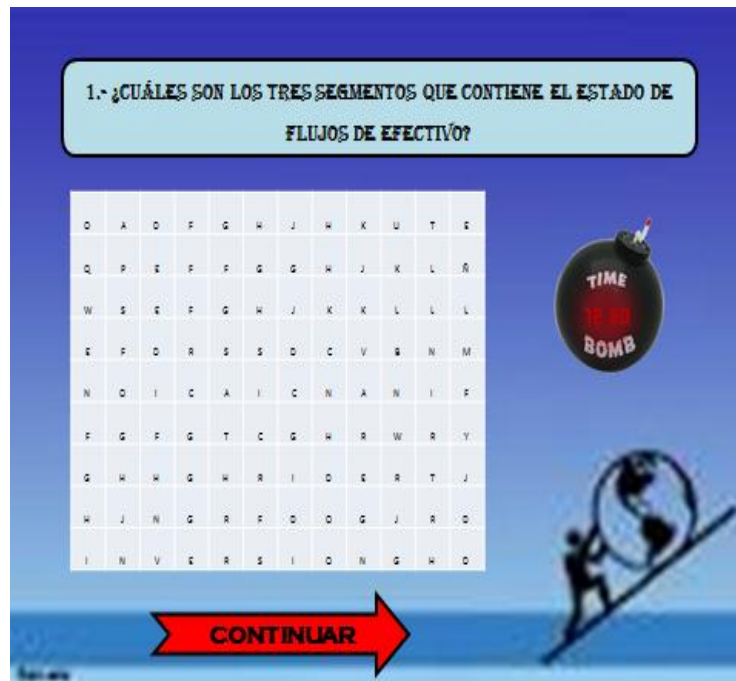 1.- ¿CUÁLES SON LOS TRES SEGMENTOS QUE CONTIENE EL ESTADO DE
FLUJOS DE EFECTIVO?
O A D F G H J H K U T E
Q P E F F G G H J K L Ñ
W S E F G H J K K L L L
E F D R S S D C V B N M
N O I C A I C N A N I F
F G F G T C G H R W R Y
G H H G H R I O E R T J
H J N G R F O O G J R O
I N V E R S I O N G H O
TIME
BOMB
CONTINUAR